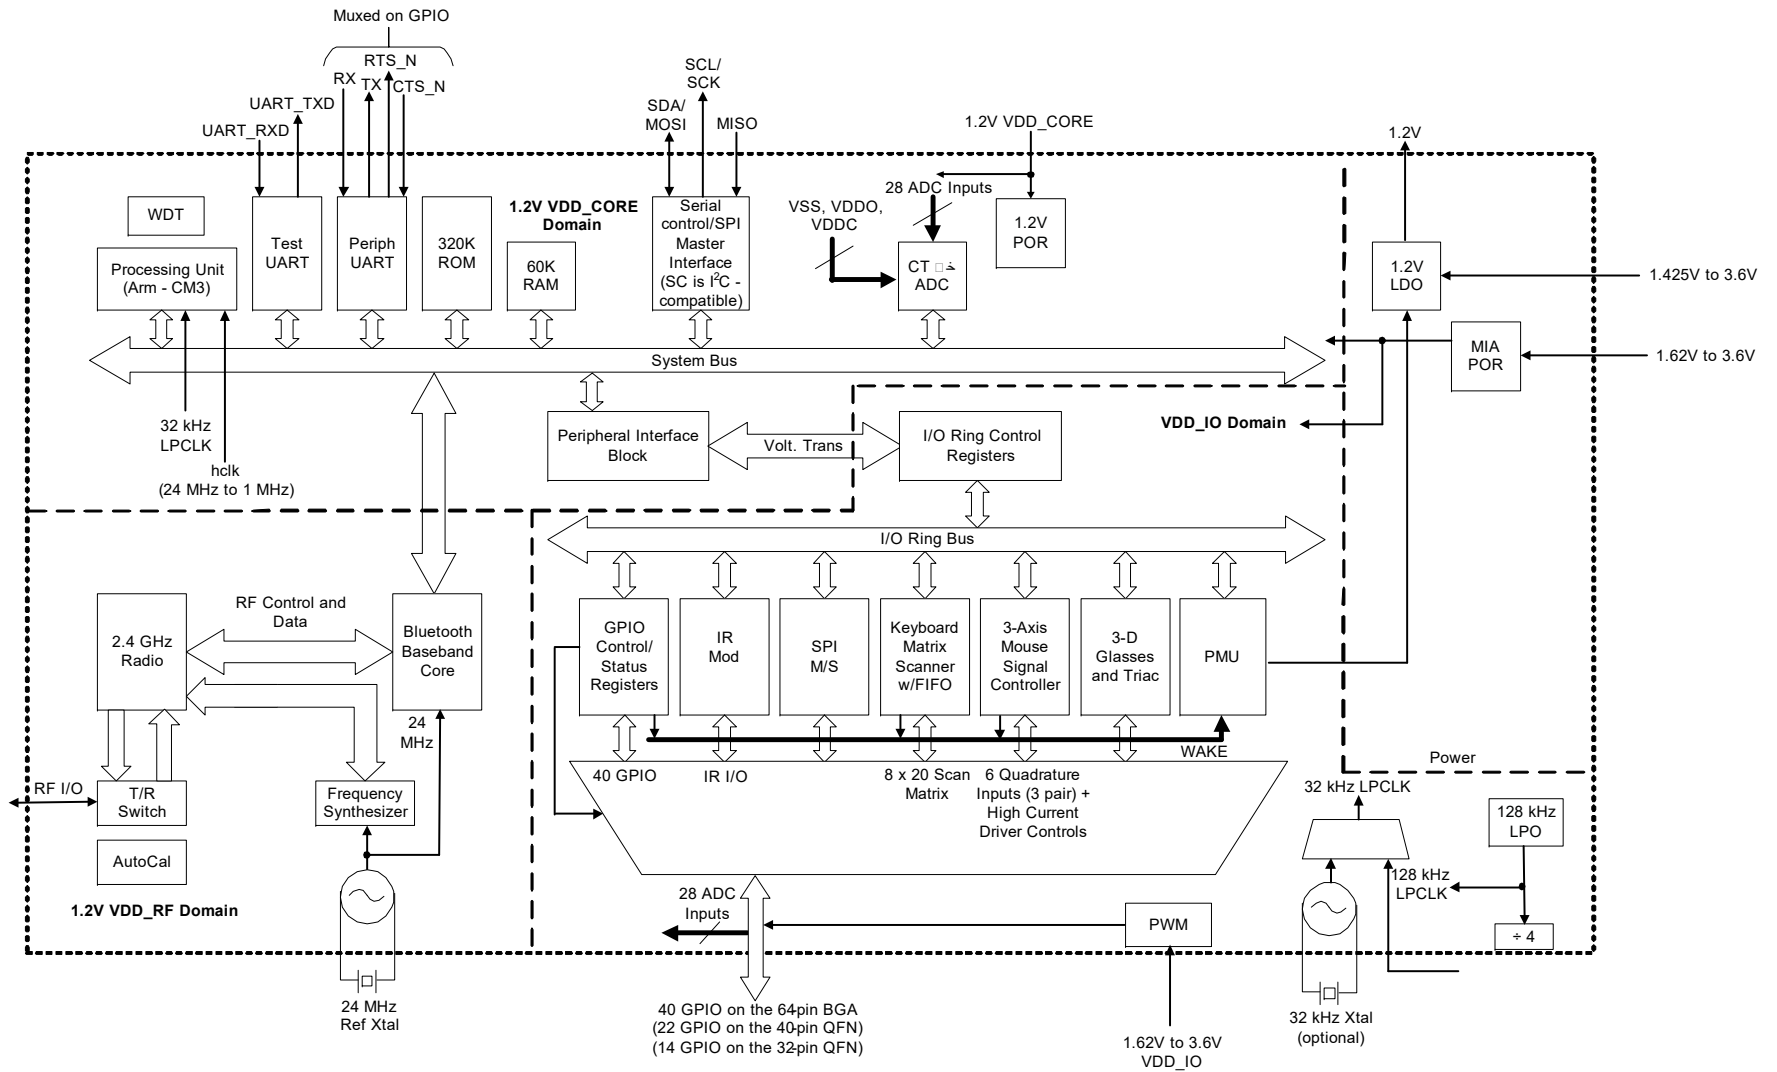 Muxed on GPIO
RTS_N
RX
TX
CTS_N
UART_TXD
UART_RXD
SCL/
SCK
SDA/
MOSI
MISO
1.2V VDD_CORE
1.2V
28 ADC Inputs
VSS, VDDO,
VDDC
WDT
Processing Unit
(Arm - CM3)
Test
UART
Periph
UART
320K
ROM
1.2V VDD_CORE
Domain
60K
RAM
Serial
control/SPI
Master
Interface
(SC is I²C -
compatible)
CT
ADC
1.2V
POR
1.2V
LDO
1.425V to 3.6V
MIA
POR
1.62V to 3.6V
System Bus
32 kHz
LPCLK
hclk
(24 MHz to 1 MHz)
Peripheral Interface
Block
Volt. Trans
I/O Ring Control
Registers
VDD_IO Domain
I/O Ring Bus
2.4 GHz
Radio
RF Control and
Data
Bluetooth
Baseband
Core
24
MHz
GPIO
Control/
Status
Registers
IR
Mod
SPI
M/S
Keyboard
Matrix
Scanner
w/FIFO
3-Axis
Mouse
Signal
Controller
3-D
Glasses
and Triac
PMU
WAKE
40 GPIO
IR I/O
8 x 20 Scan
Matrix
6 Quadrature
Inputs (3 pair) +
High Current
Driver Controls
Power
RF I/O
T/R
Switch
Frequency
Synthesizer
AutoCal
1.2V VDD_RF Domain
32 kHz LPCLK
128 kHz
LPO
128 kHz
LPCLK
÷ 4
28 ADC
Inputs
PWM
24 MHz
Ref Xtal
40 GPIO on the 64-pin BGA
(22 GPIO on the 40-pin QFN)
(14 GPIO on the 32-pin QFN)
1.62V to 3.6V
VDD_IO
32 kHz Xtal
(optional)